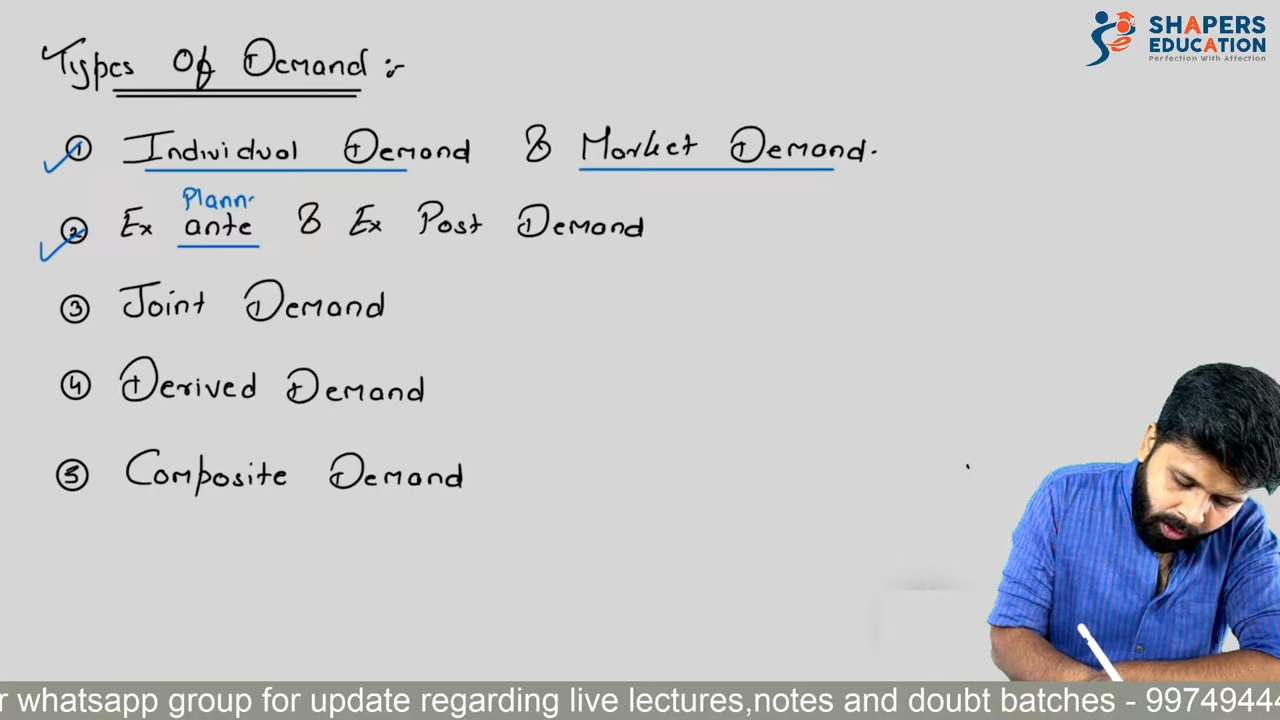 SHAPERS
EDUCATION
Perfection With Affection
Types Of Demand :-
① Individual Demand & Market Demand.
Plann.
② Ex ante & Ex Post Demand
③ Joint Demand
④ Derived Demand
⑤ Composite Demand
r whatsapp group for update regarding live lectures,notes and doubt batches - 99749444